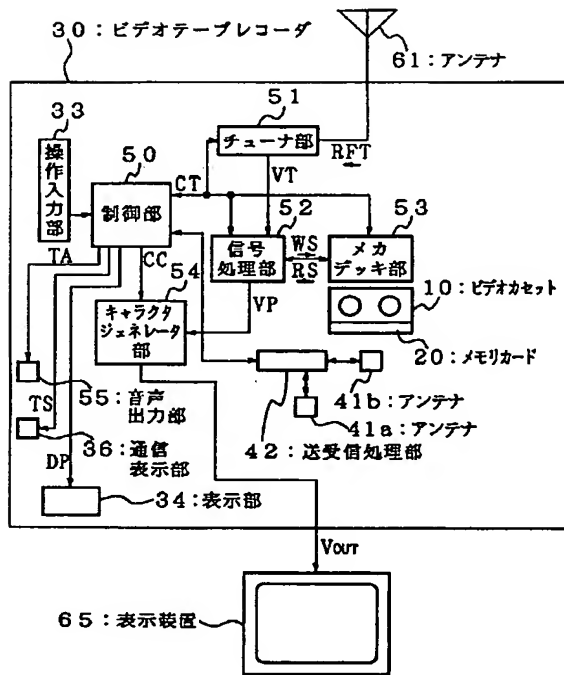 30:ビデオテープレコーダ
61:アンテナ
51
チューナ部
RFT
33
操作入力部
50
制御部
CT
VT
52
信号
処理部
WS
RS
53
メカ
デッキ部
TA
CC
54
キャラクタ
ジェネレータ
部
VP
10:ビデオカセット
20:メモリカード
55:音声
出力部
TS
36:通信
表示部
DP
34:表示部
41b:アンテナ
41a:アンテナ
42:送受信処理部
VOUT
65:表示装置